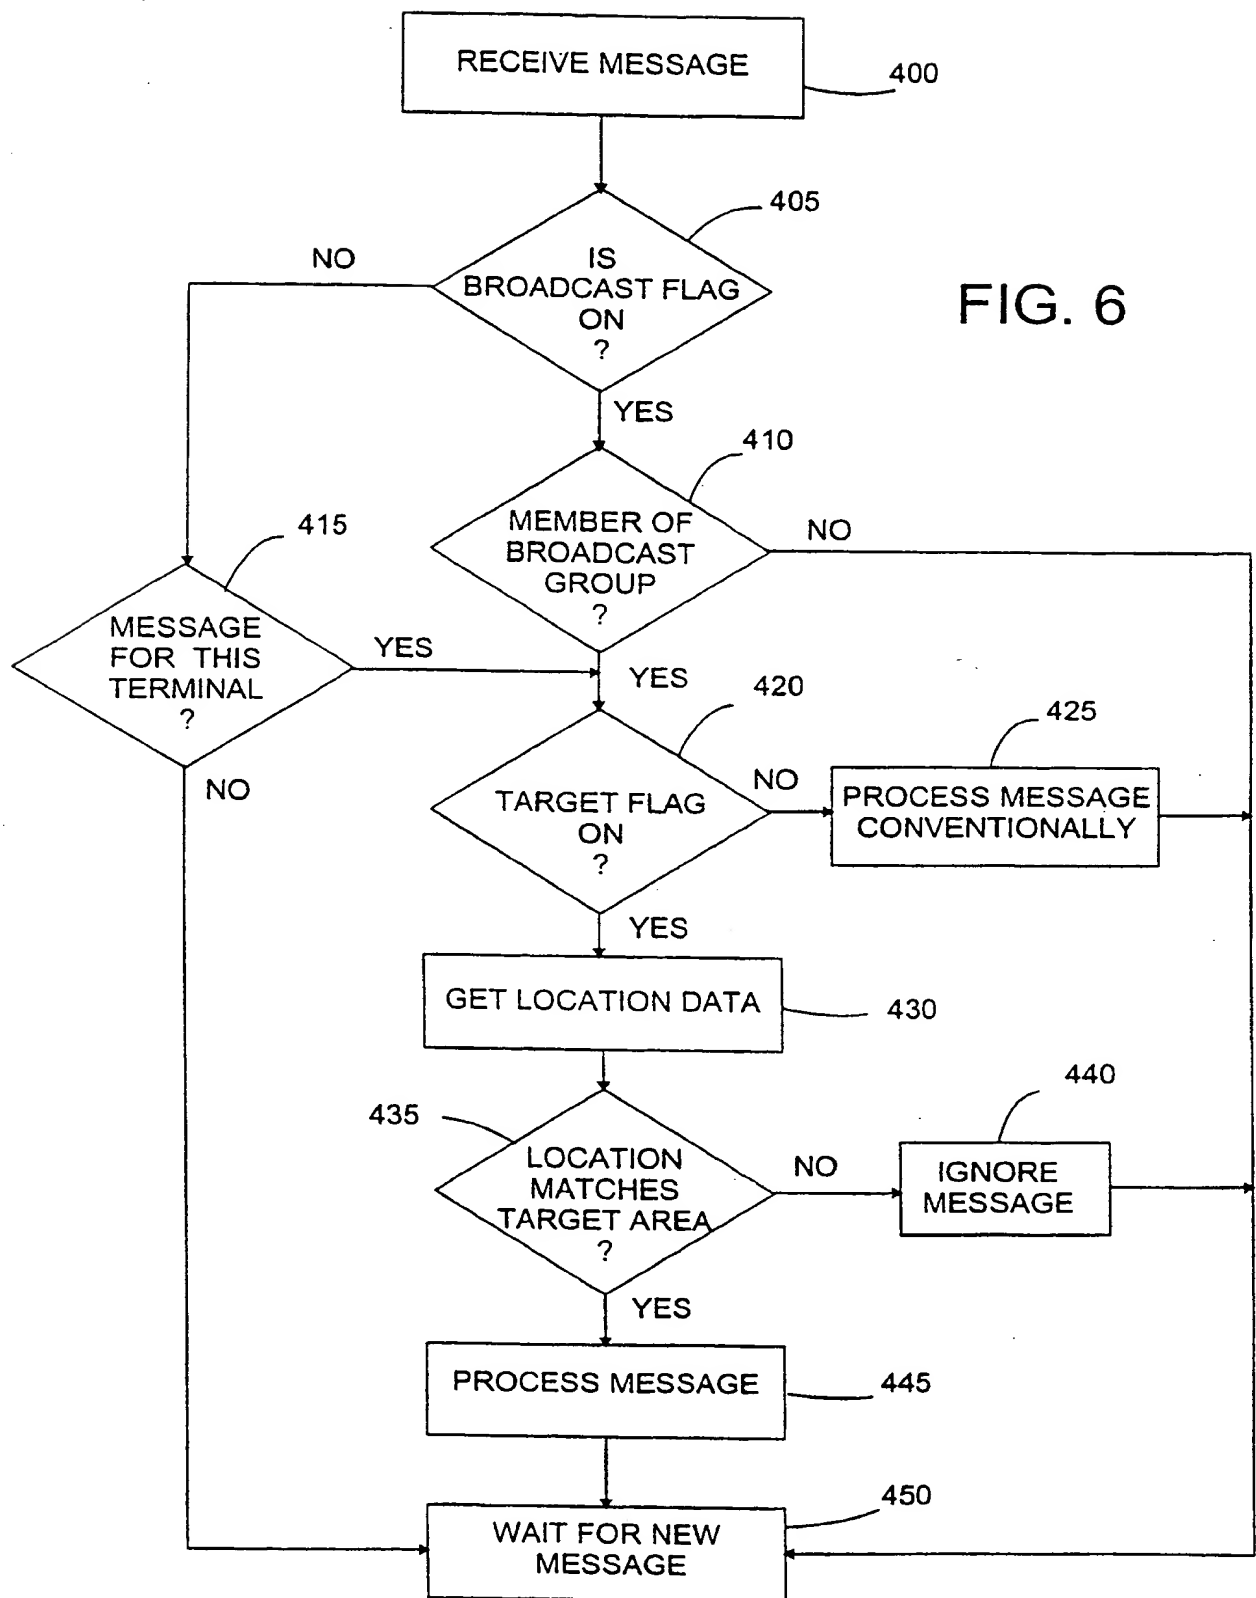 RECEIVE MESSAGE
400
405
NO
IS
BROADCAST FLAG
ON
?
FIG. 6
YES
410
MEMBER OF
BROADCAST
GROUP
?
NO
415
MESSAGE
FOR THIS
TERMINAL
?
YES
YES
NO
420
TARGET FLAG
ON
?
NO
425
PROCESS MESSAGE
CONVENTIONALLY
YES
GET LOCATION DATA
430
435
LOCATION
MATCHES
TARGET AREA
?
NO
440
IGNORE
MESSAGE
YES
PROCESS MESSAGE
445
450
WAIT FOR NEW
MESSAGE